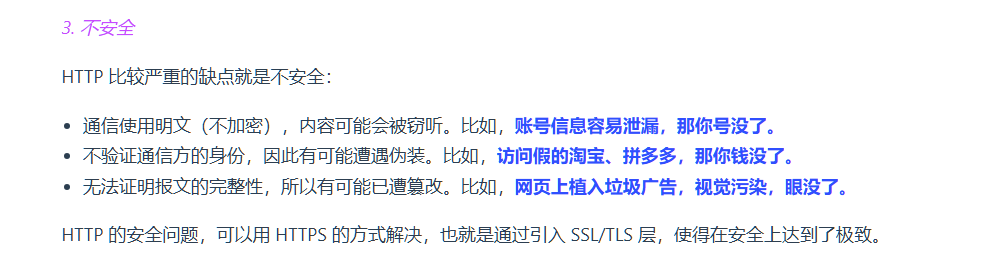 3. 不安全
HTTP 比较严重的缺点就是不安全：
• 通信使用明文（不加密），内容可能会被窃听。比如，账号信息容易泄漏，那你号没了。
• 不验证通信方的身份，因此有可能遭遇伪装。比如，访问假的淘宝、拼多多，那你钱没了。
• 无法证明报文的完整性，所以有可能已遭篡改。比如，网页上植入垃圾广告，视觉污染，眼没了。
HTTP 的安全问题，可以用 HTTPS 的方式解决，也就是通过引入 SSL/TLS 层，使得在安全上达到了极致。